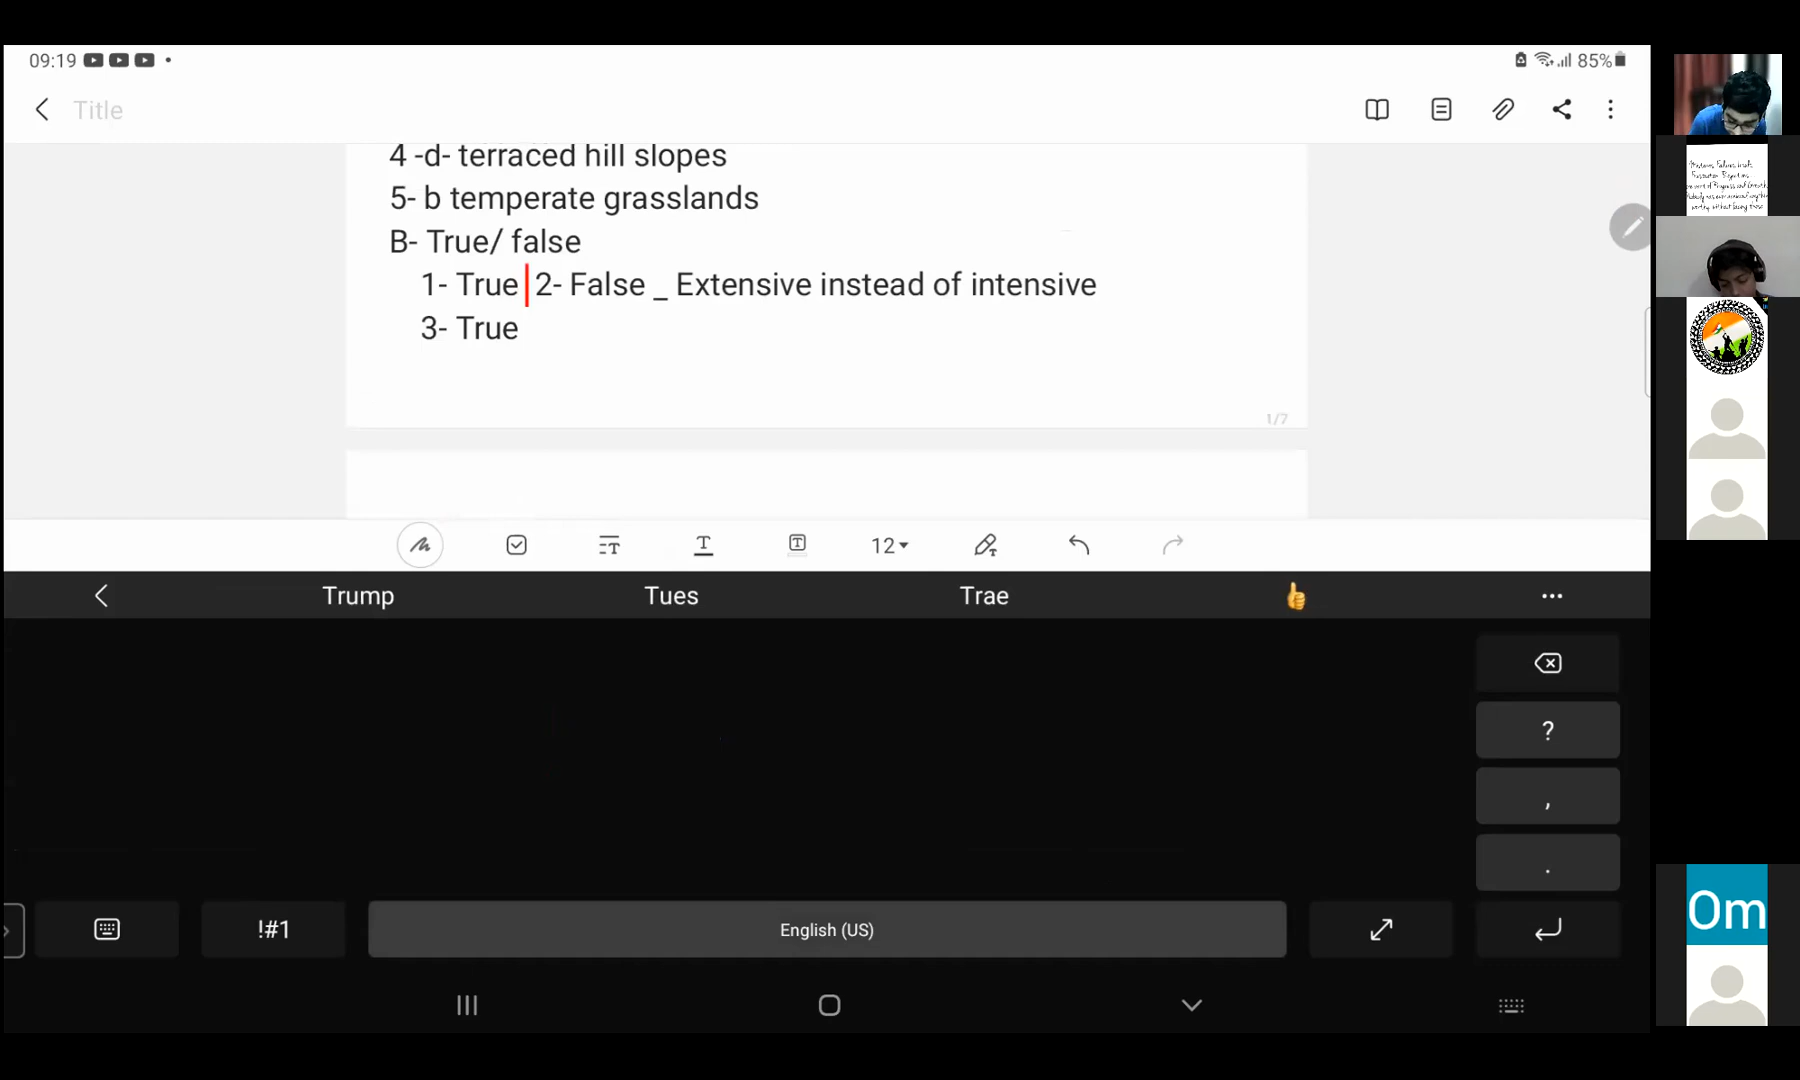 09:19
85%
Title
4 -d- terraced hill slopes
5- b temperate grasslands
B- True/ false
1- True 2- False _ Extensive instead of intensive
3- True
1/7
12
Trump
Tues
Trae
?
,
.
!#1
English (US)
Om